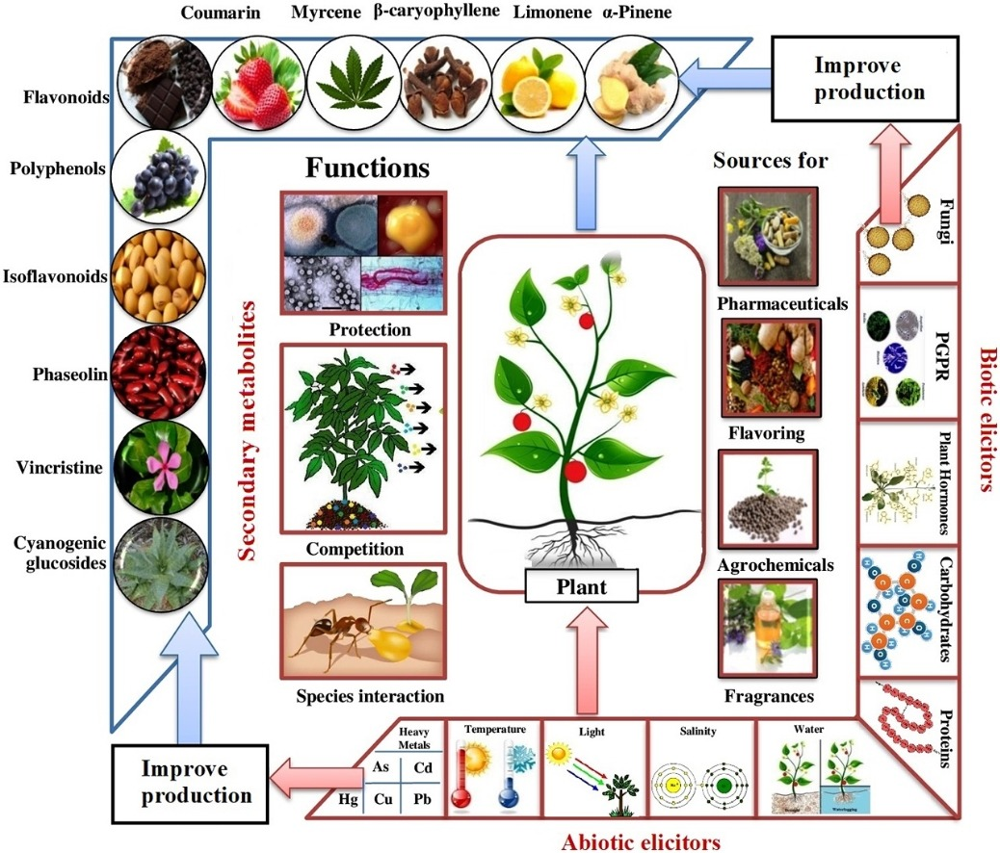 Coumarin
Myrcene
β-caryophyllene
Limonene
α-Pinene
Improve
production
Flavonoids
Polyphenols
Isoflavonoids
Phaseolin
Vincristine
Cyanogenic
glucosides
Secondary metabolites
Functions
Protection
Competition
Species interaction
Plant
Sources for
Pharmaceuticals
Flavoring
Agrochemicals
Fragrances
Fungi
PGPR
Plant Hormones
Carbohydrates
Proteins
Biotic elicitors
Improve
production
Heavy
Metals
As
Cd
Hg
Cu
Pb
Temperature
Light
Salinity
Water
Waterlogging
Abiotic elicitors